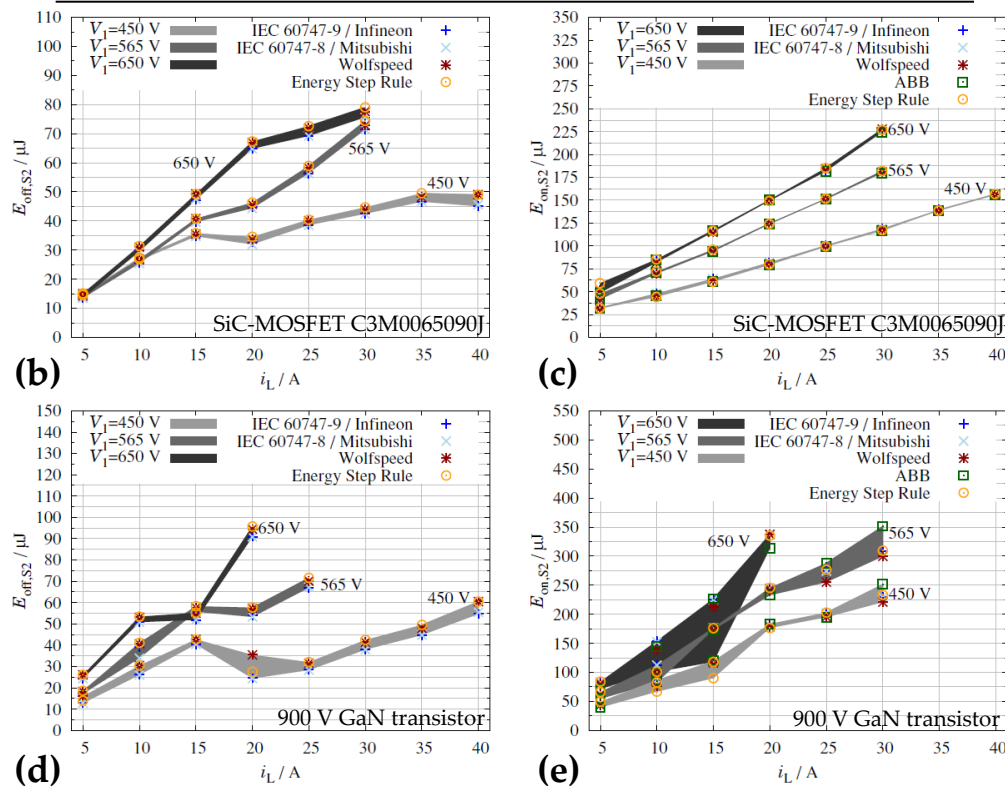 V₁=450 V
V₁=565 V
V₁=650 V
IEC 60747-9 / Infineon
IEC 60747-8 / Mitsubishi
Wolfspeed
Energy Step Rule
110
100
90
80
70
60
50
40
30
20
10
0
E_off,S2 / µJ
650 V
565 V
450 V
SiC-MOSFET C3M0065090J
5 10 15 20 25 30 35 40
i_L / A
(b)
V₁=650 V
V₁=565 V
V₁=450 V
IEC 60747-9 / Infineon
IEC 60747-8 / Mitsubishi
Wolfspeed
ABB
Energy Step Rule
350
325
300
275
250
225
200
175
150
125
100
75
50
25
0
E_on,S2 / µJ
650 V
565 V
450 V
SiC-MOSFET C3M0065090J
5 10 15 20 25 30 35 40
i_L / A
(c)
V₁=450 V
V₁=565 V
V₁=650 V
IEC 60747-9 / Infineon
IEC 60747-8 / Mitsubishi
Wolfspeed
Energy Step Rule
150
140
130
120
110
100
90
80
70
60
50
40
30
20
10
0
E_off,S2 / µJ
650 V
565 V
450 V
900 V GaN transistor
5 10 15 20 25 30 35 40
i_L / A
(d)
V₁=650 V
V₁=565 V
V₁=450 V
IEC 60747-9 / Infineon
IEC 60747-8 / Mitsubishi
Wolfspeed
ABB
Energy Step Rule
550
500
450
400
350
300
250
200
150
100
50
0
E_on,S2 / µJ
650 V
565 V
450 V
900 V GaN transistor
5 10 15 20 25 30 35 40
i_L / A
(e)